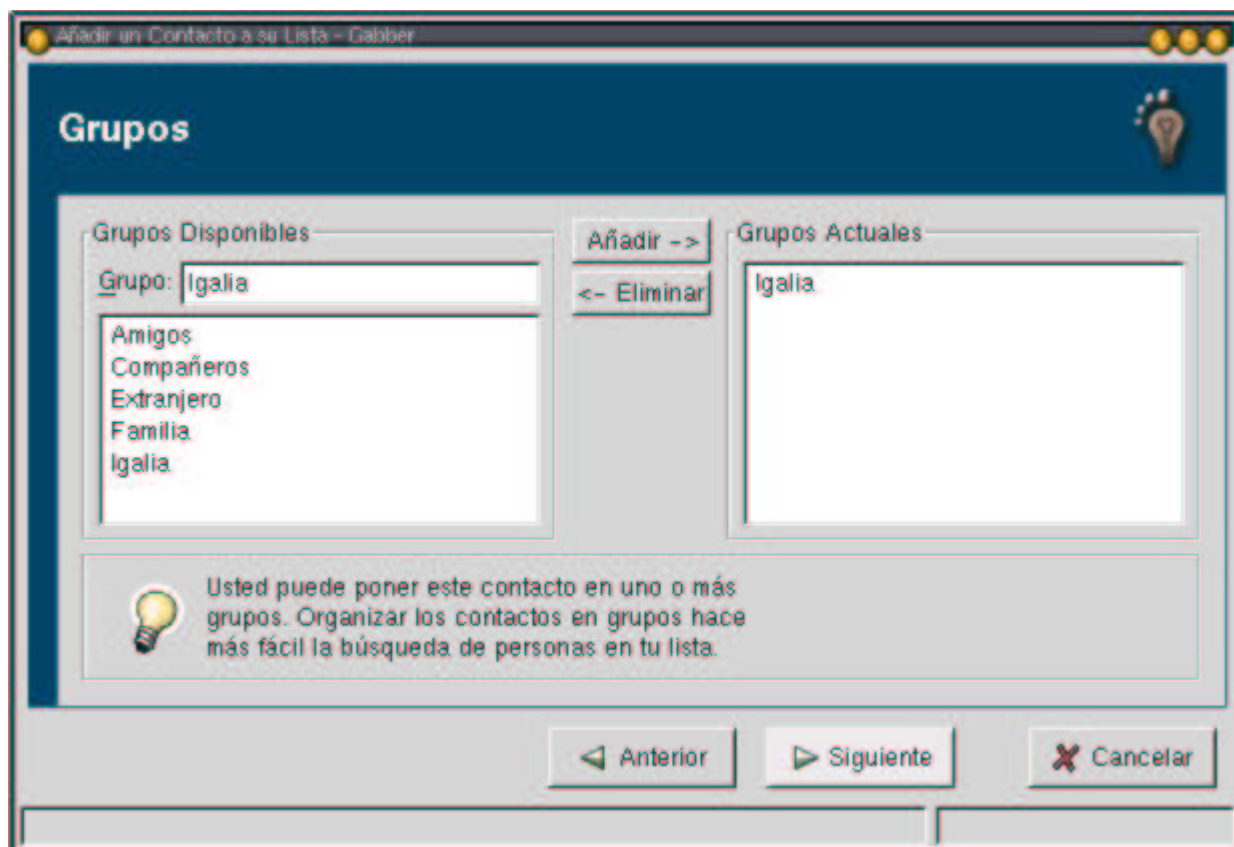 Añadir un Contacto a su Lista - Gabber
Grupos
Grupos Disponibles
Grupo: Igalia
Amigos
Compañeros
Extranjero
Familia
Igalia
Añadir ->
<- Eliminar
Grupos Actuales
Igalia
Usted puede poner este contacto en uno o más
grupos. Organizar los contactos en grupos hace
más fácil la búsqueda de personas en tu lista.
Anterior
Siguiente
Cancelar